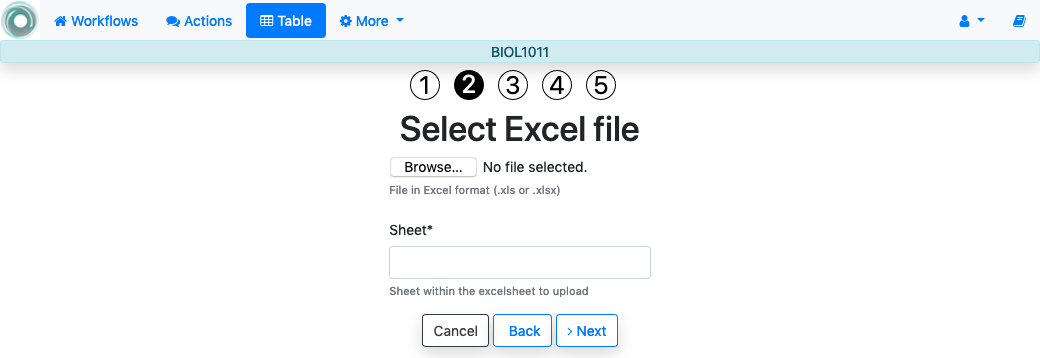 Workflows Actions Table More
BIOL1011
1 2 3 4 5
Select Excel file
Browse... No file selected.
File in Excel format (.xls or .xlsx)
Sheet*
Sheet within the excelsheet to upload
Cancel Back Next